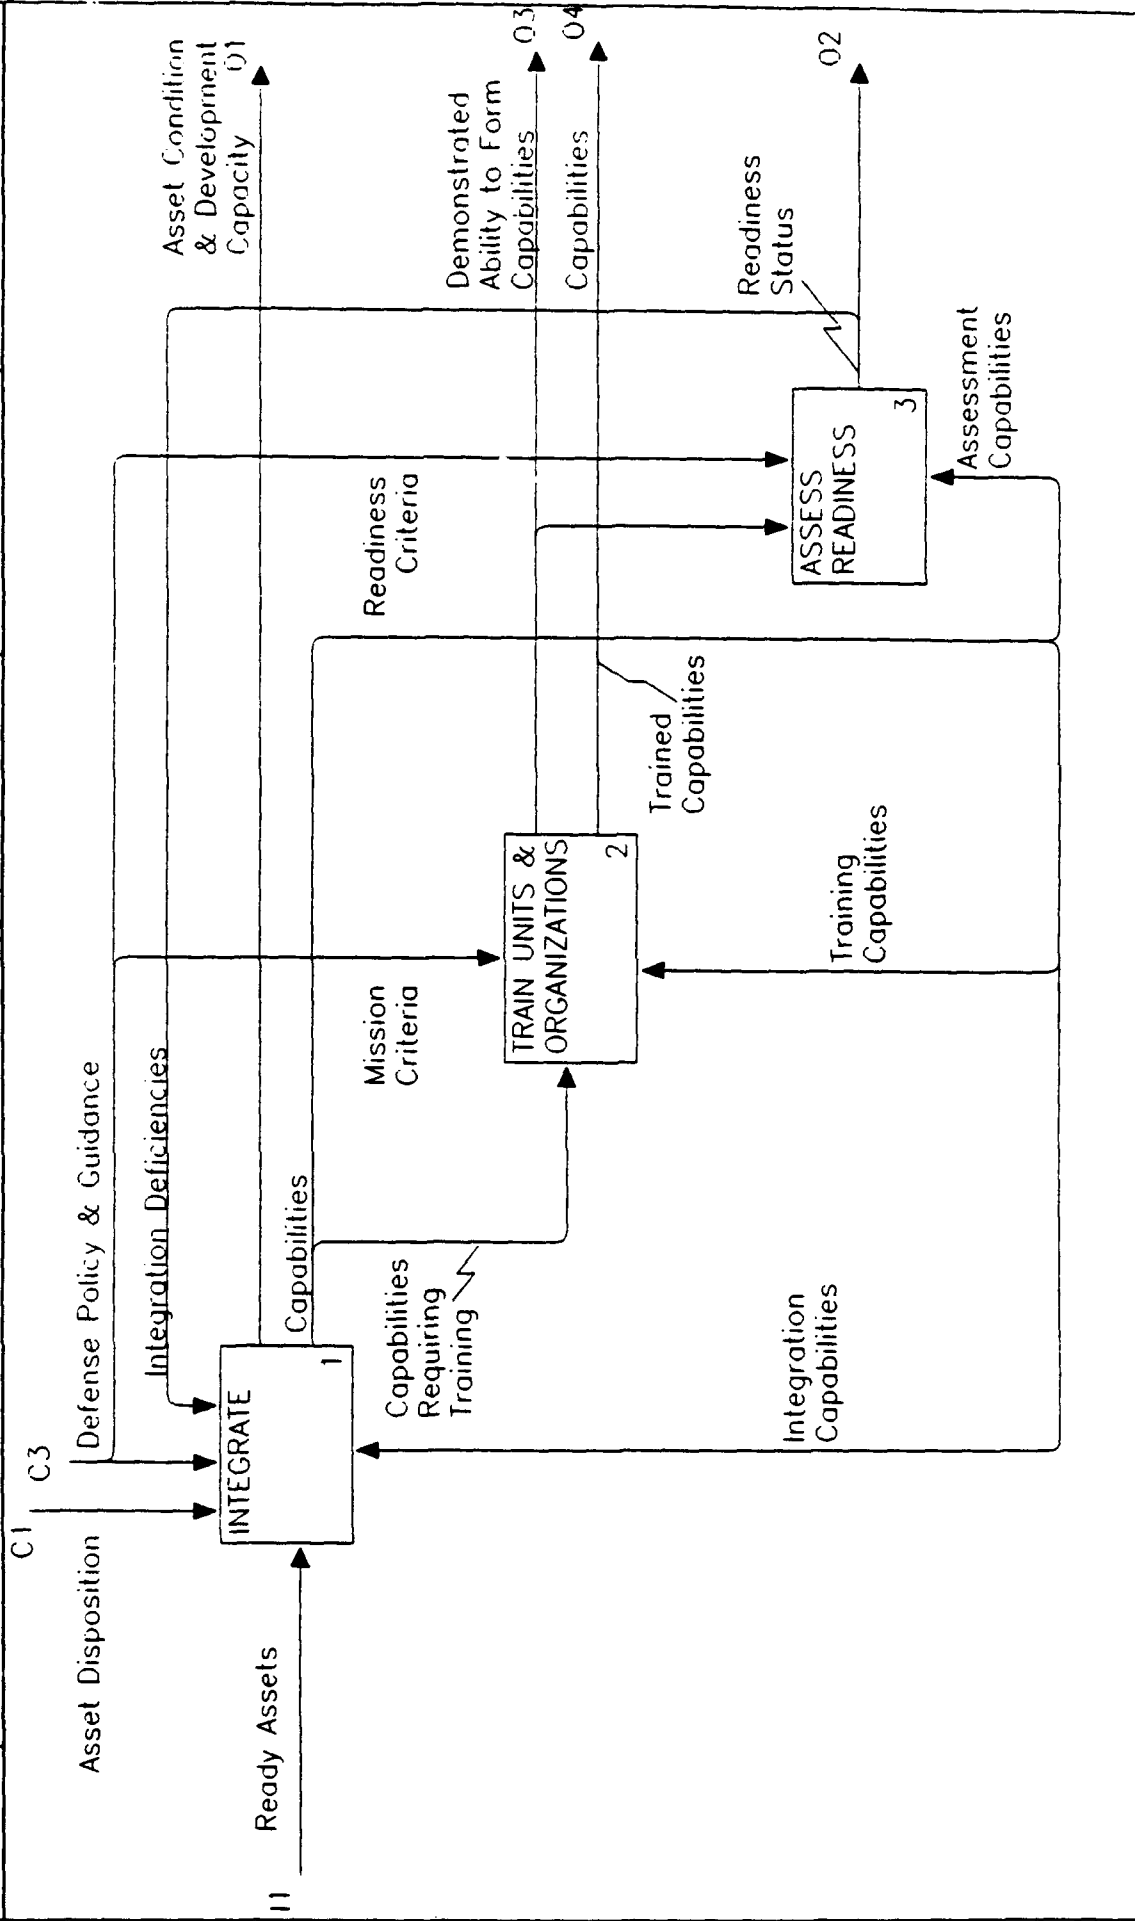 C1
C3
Asset Disposition
Defense Policy & Guidance
Integration Deficiencies
Asset Condition
& Development
Capacity
O1
I1
Ready Assets
INTEGRATE
1
Capabilities
Capabilities
Requiring
Training
Mission
Criteria
Readiness
Criteria
Demonstrated
Ability to Form
Capabilities
O3
O4
Capabilities
TRAIN UNITS &
ORGANIZATIONS
2
Trained
Capabilities
Readiness
Status
O2
ASSESS
READINESS
3
Integration
Capabilities
Training
Capabilities
Assessment
Capabilities